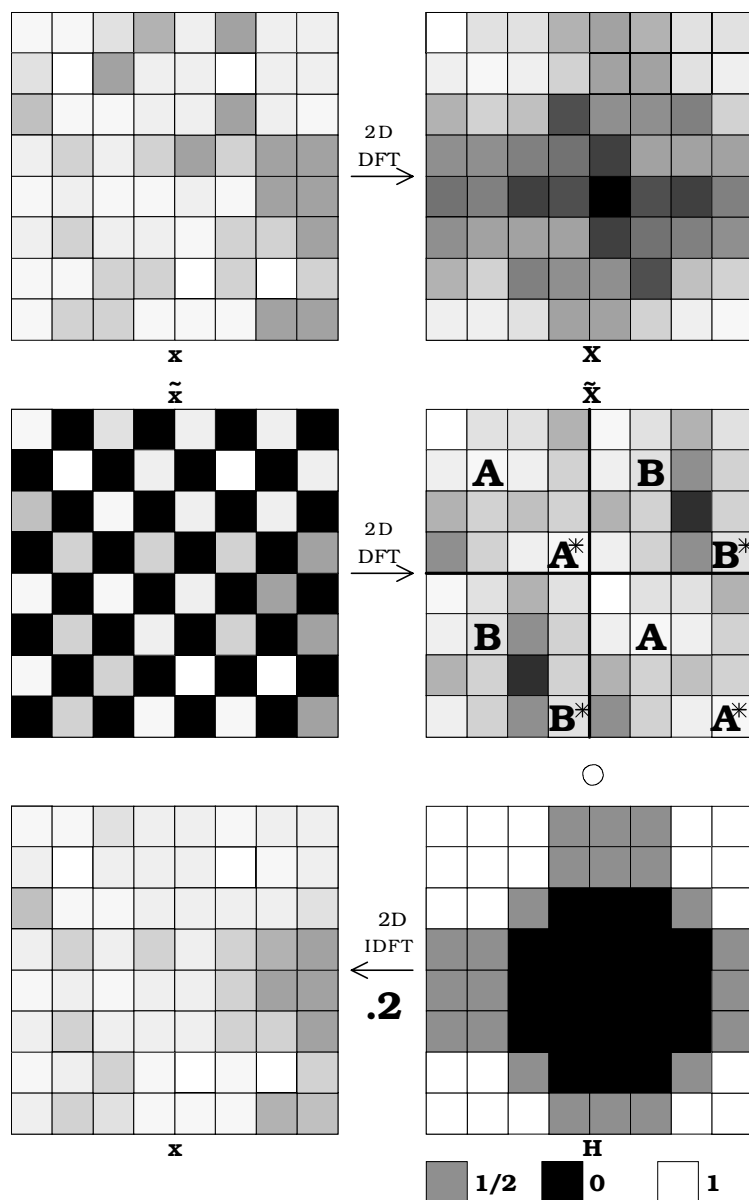 2D
DFT
x
X
x̃
X̃
A
B
2D
DFT
A*
B*
B
A
B*
A*
2D
IDFT
.2
x
H
1/2
0
1